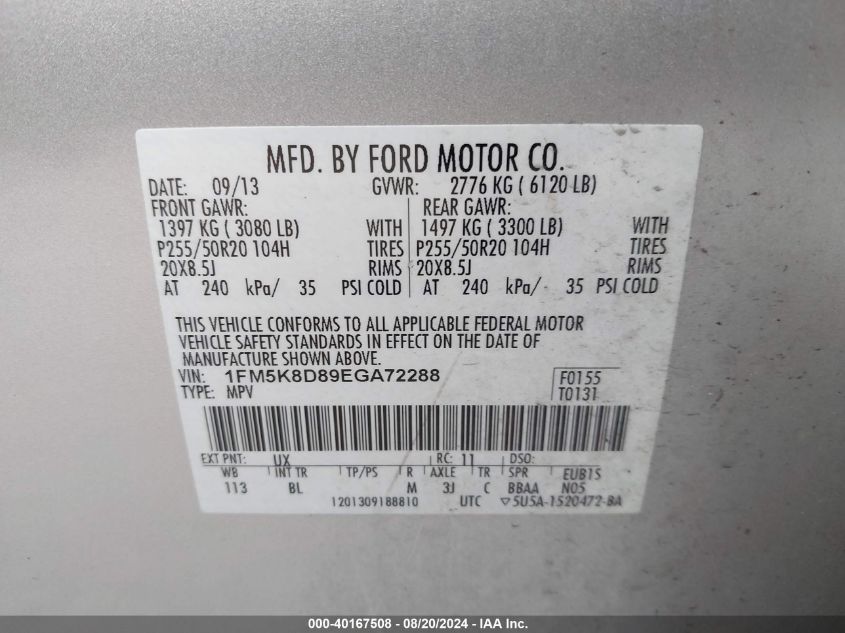 MFD. BY FORD MOTOR CO.
DATE: 09/13 GVWR: 2776 KG ( 6120 LB)
FRONT GAWR: REAR GAWR:
1397 KG ( 3080 LB) WITH 1497 KG ( 3300 LB) WITH
P255/50R20 104H TIRES P255/50R20 104H TIRES
20X8.5J RIMS 20X8.5J RIMS
AT 240 kPa/ 35 PSI COLD AT 240 kPa/ 35 PSI COLD
THIS VEHICLE CONFORMS TO ALL APPLICABLE FEDERAL MOTOR
VEHICLE SAFETY STANDARDS IN EFFECT ON THE DATE OF
MANUFACTURE SHOWN ABOVE.
VIN: 1FM5K8D89EGA72288 F0155
TYPE: MPV T0131
EXT PNT: UX RC: 11 DSO:
WB INT TR TP/PS R AXLE TR SPR EUB1S
113 BL M 3J C BBAA N05
1201309188810 UTC ▽5U5A-1520472-BA
000-40167508 - 08/20/2024 - IAA Inc.